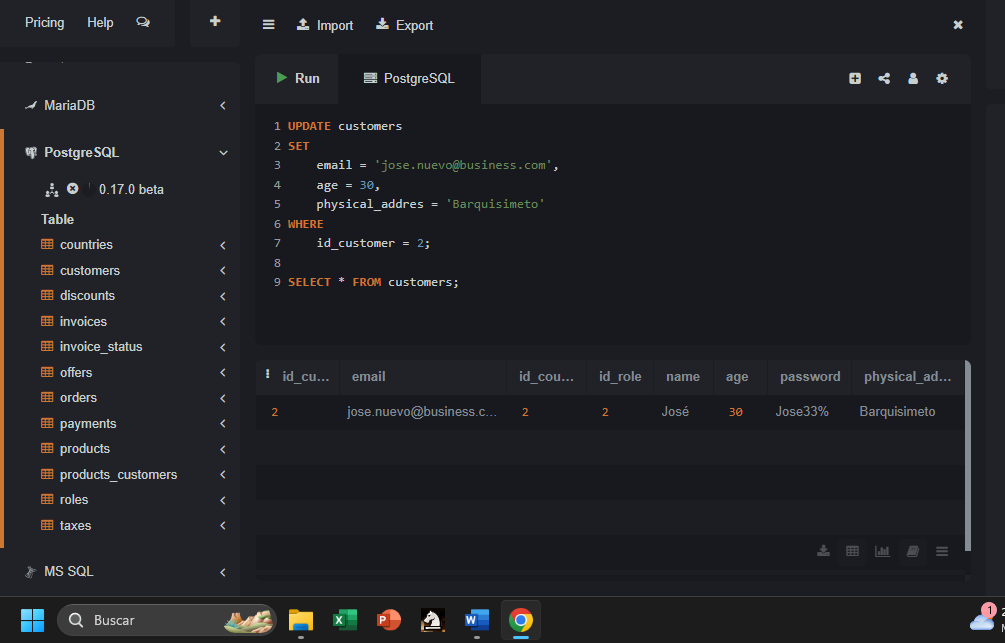 Pricing Help
Import Export
Run PostgreSQL
MariaDB
PostgreSQL
0.17.0 beta
Table
countries
customers
discounts
invoices
invoice_status
offers
orders
payments
products
products_customers
roles
taxes
MS SQL
1 UPDATE customers
2 SET
3 email = 'jose.nuevo@business.com',
4 age = 30,
5 physical_addres = 'Barquisimeto'
6 WHERE
7 id_customer = 2;
8
9 SELECT * FROM customers;
id_cu... email id_cou... id_role name age password physical_ad...
2 jose.nuevo@business.c... 2 2 José 30 Jose33% Barquisimeto
Buscar
1